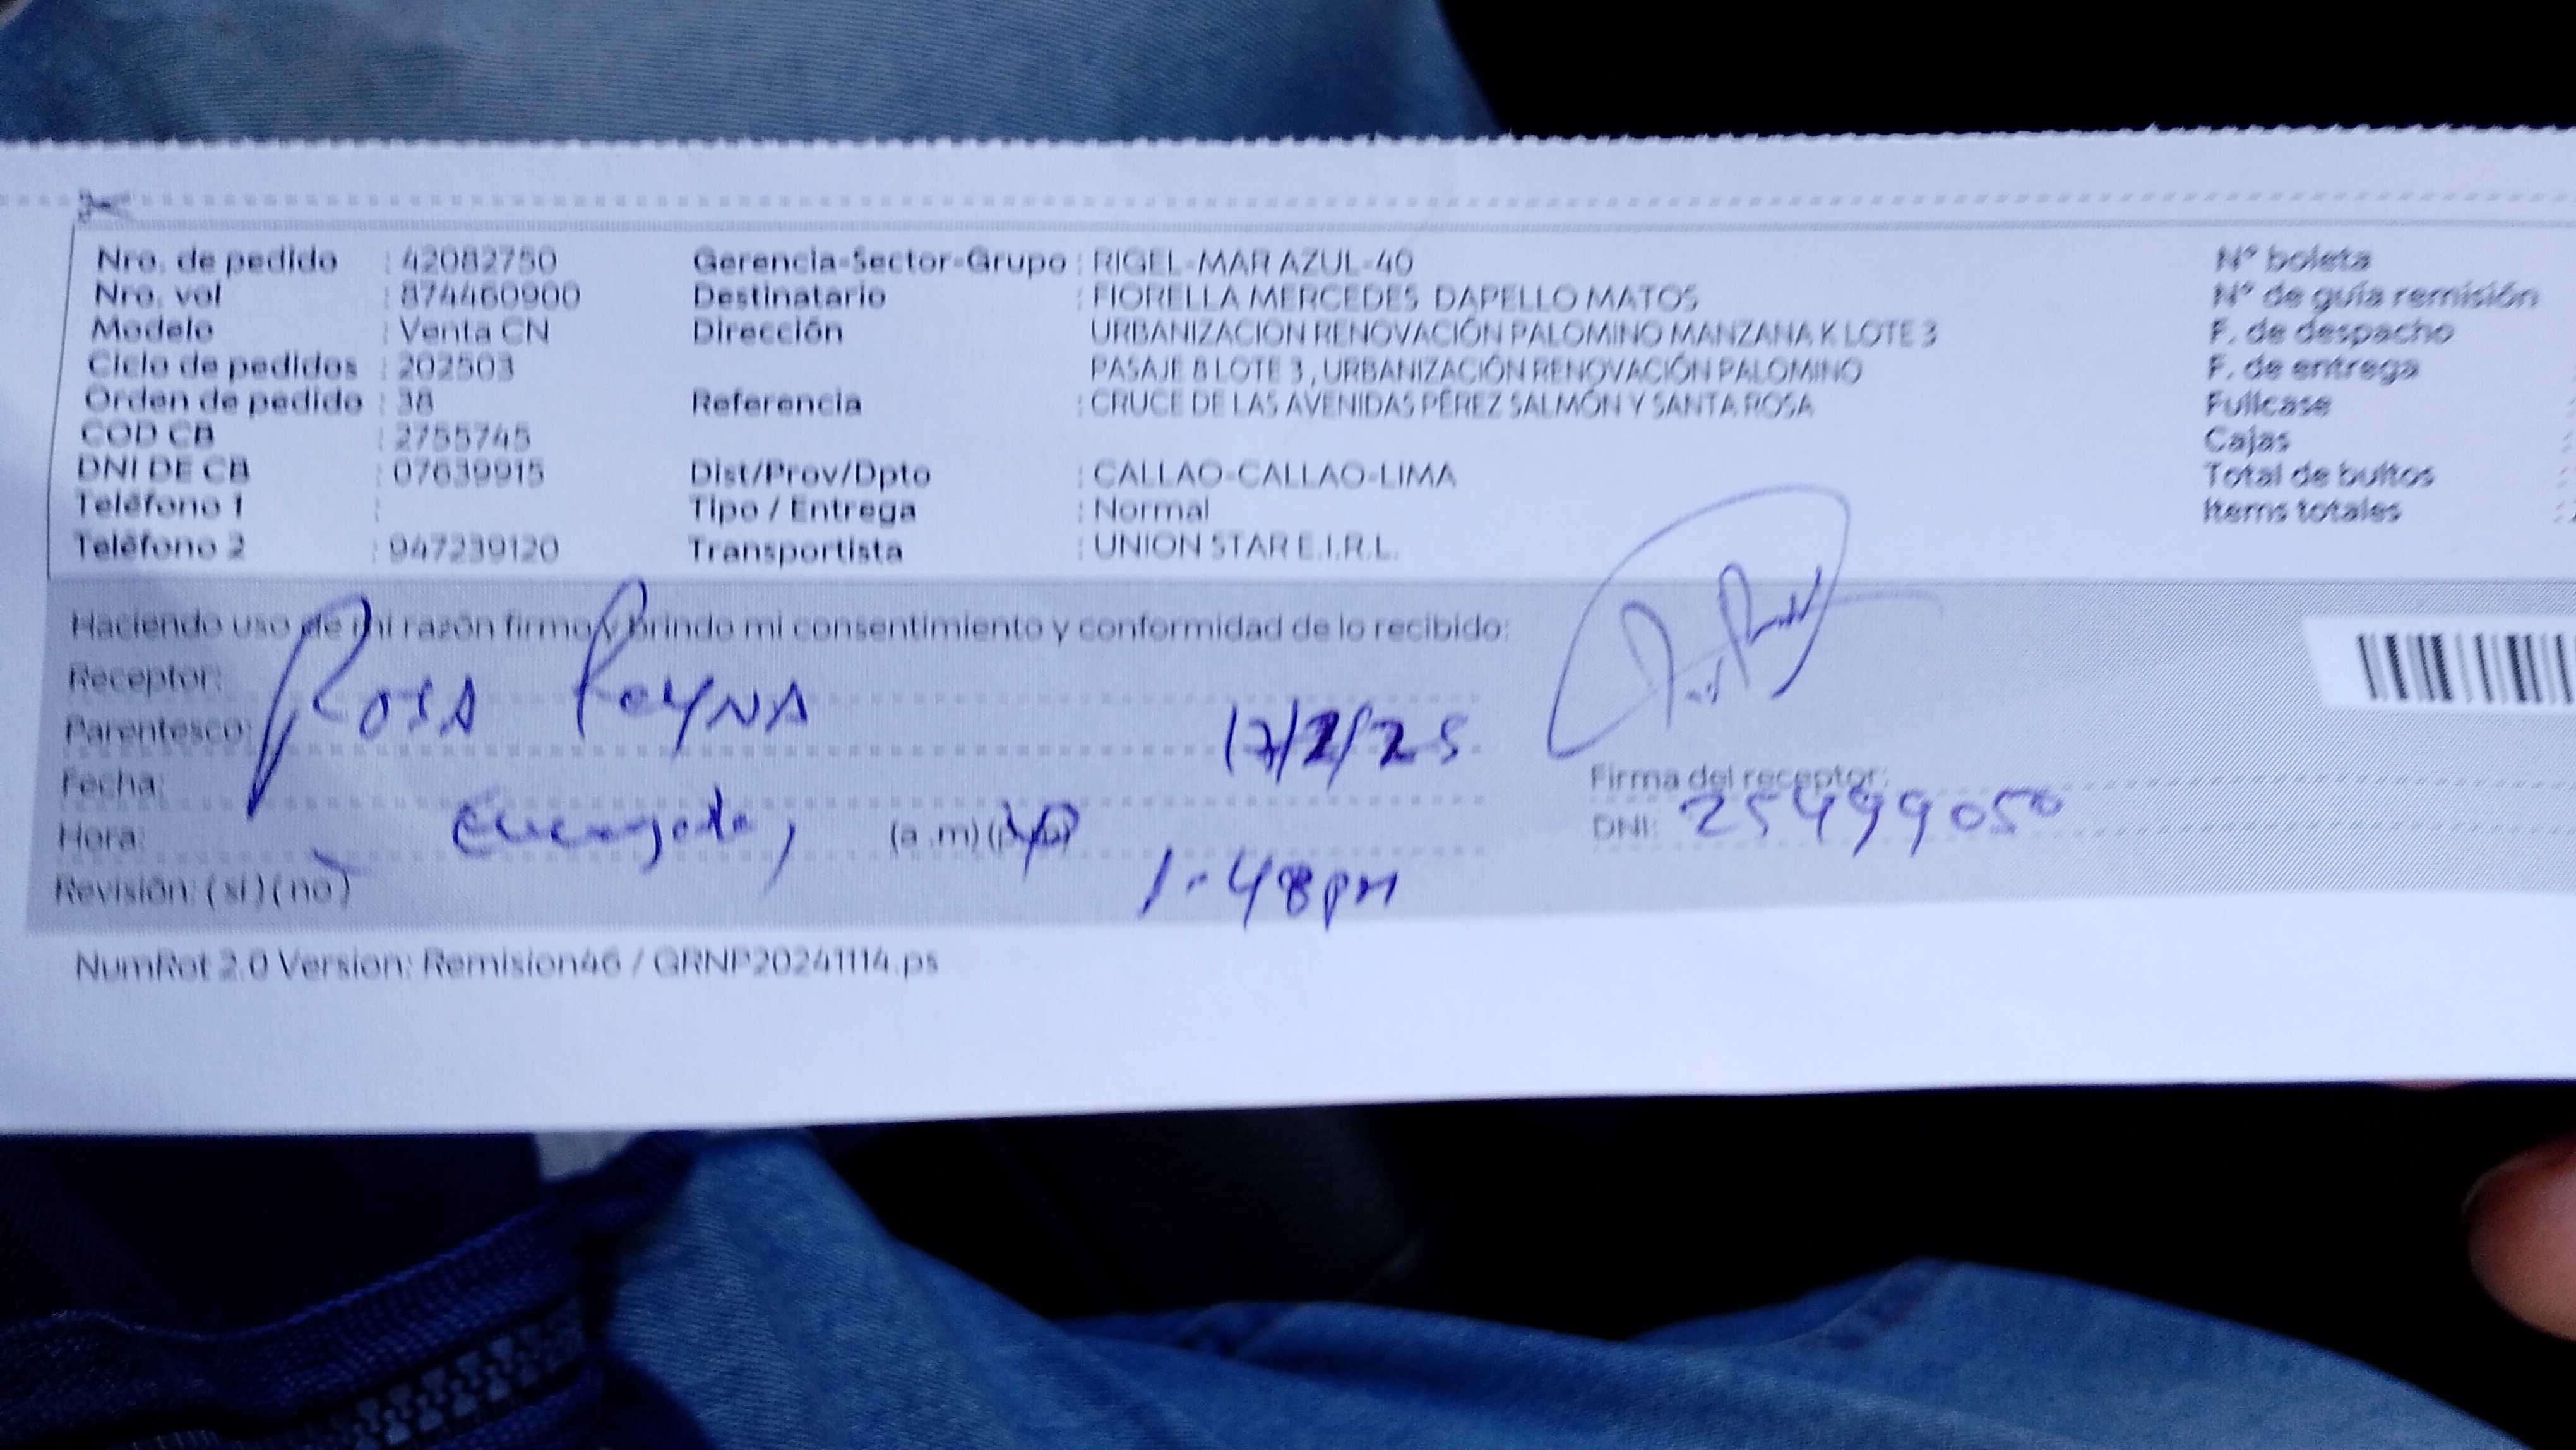 Nro. de pedido : 42082750 Gerencia-Sector-Grupo : RIGEL-MAR AZUL-40 N° boleta
Nro. vol : 874460900 Destinatario : FIORELLA MERCEDES DAPELLO MATOS N° de guía remisión
Modelo : Venta CN Dirección URBANIZACION RENOVACIÓN PALOMINO MANZANA K LOTE 3 F. de despacho
Ciclo de pedidos : 202503 PASAJE 8 LOTE 3 , URBANIZACIÓN RENOVACIÓN PALOMINO F. de entrega
Orden de pedido : 38 Referencia : CRUCE DE LAS AVENIDAS PÉREZ SALMÓN Y SANTA ROSA Fullcase
COD CB : 2755745 Cajas
DNI DE CB : 07639915 Dist/Prov/Dpto : CALLAO-CALLAO-LIMA Total de bultos
Teléfono 1 : Tipo / Entrega : Normal Items totales
Teléfono 2 : 947239120 Transportista : UNION STAR E.I.R.L.
Haciendo uso de mi razón firmo y brindo mi consentimiento y conformidad de lo recibido:
Receptor: ROSA REYNA
Parentesco: 17/2/25
Fecha: Firma del receptor:
Hora: (a .m) DNI: 25499050
Revisión: ( si ) ( no ) 1-48 PM
NumRot 2.0 Version: Remision46 / GRNP20241114.ps